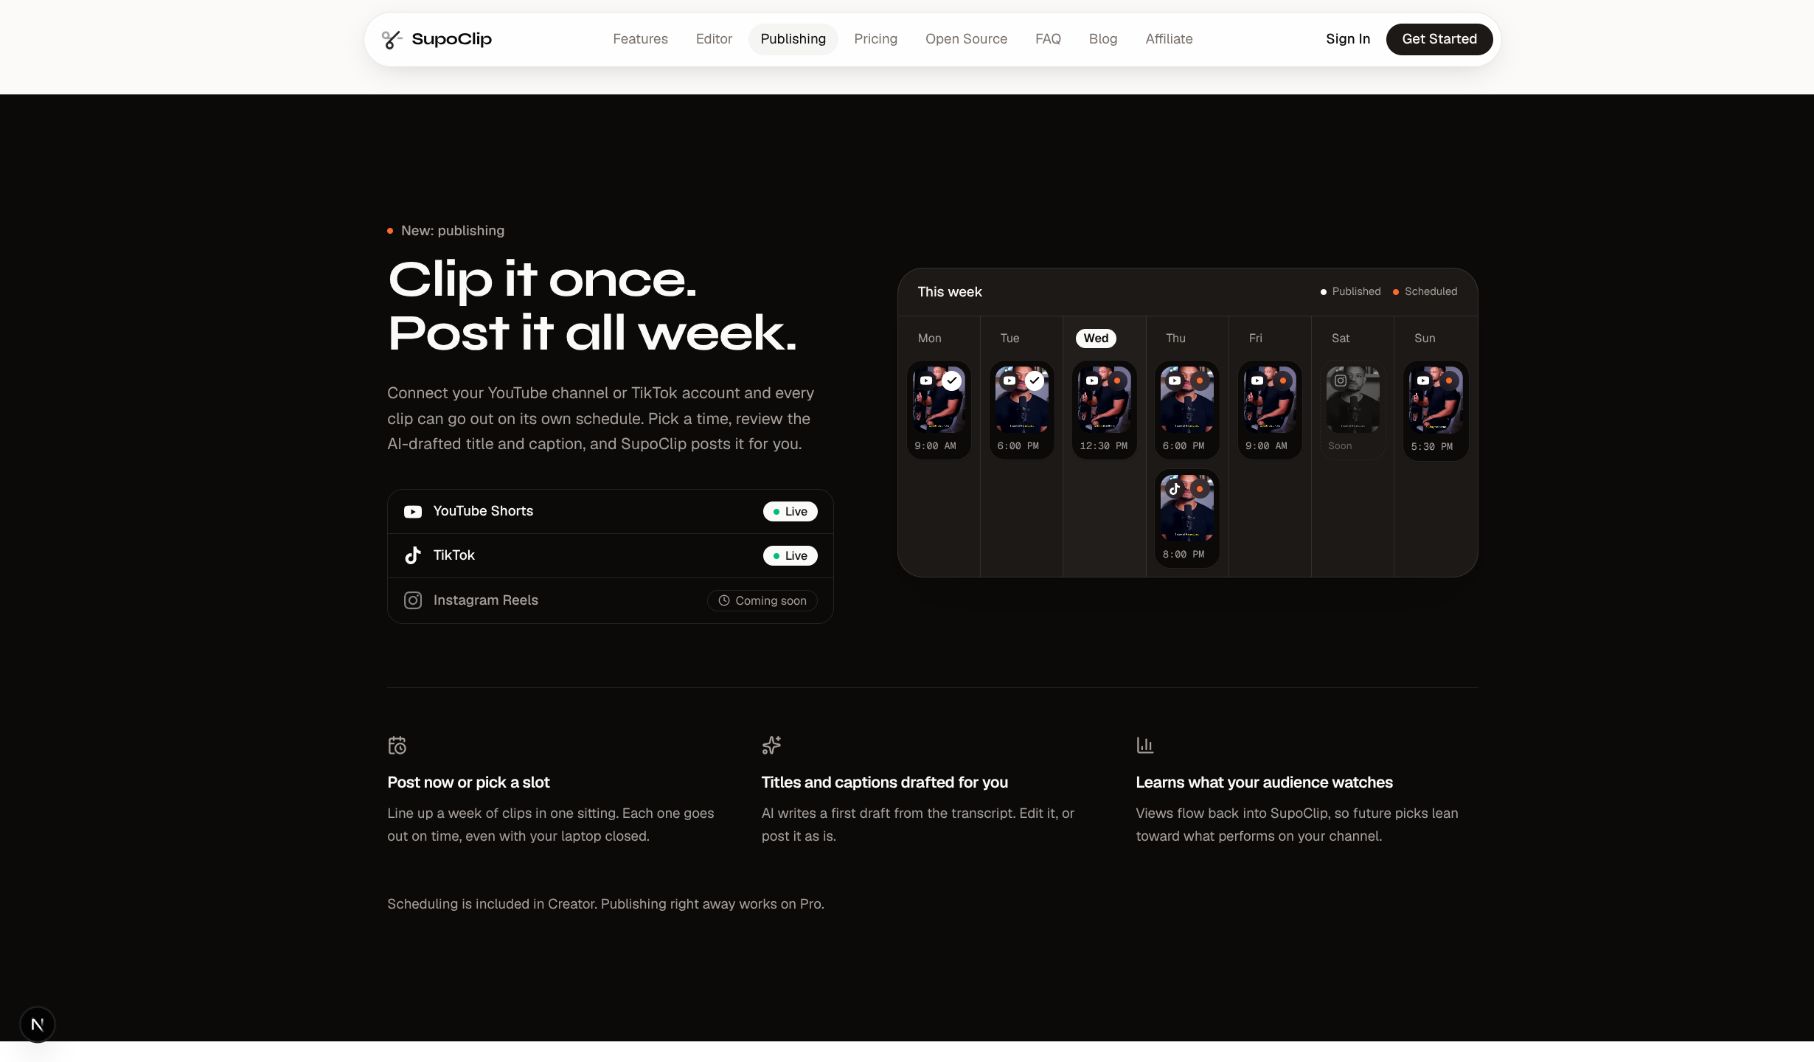 SupoClip
Features
Editor
Publishing
Pricing
Open Source
FAQ
Blog
Affiliate
Sign In
Get Started
New: publishing
Clip it once.
Post it all week.
Connect your YouTube channel or TikTok account and every
clip can go out on its own schedule. Pick a time, review the
AI-drafted title and caption, and SupoClip posts it for you.
YouTube Shorts
Live
TikTok
Live
Instagram Reels
Coming soon
This week
Published
Scheduled
Mon
Tue
Wed
Thu
Fri
Sat
Sun
9:00 AM
6:00 PM
12:30 PM
6:00 PM
9:00 AM
Soon
5:30 PM
8:00 PM
Post now or pick a slot
Line up a week of clips in one sitting. Each one goes
out on time, even with your laptop closed.
Titles and captions drafted for you
AI writes a first draft from the transcript. Edit it, or
post it as is.
Learns what your audience watches
Views flow back into SupoClip, so future picks lean
toward what performs on your channel.
Scheduling is included in Creator. Publishing right away works on Pro.
N